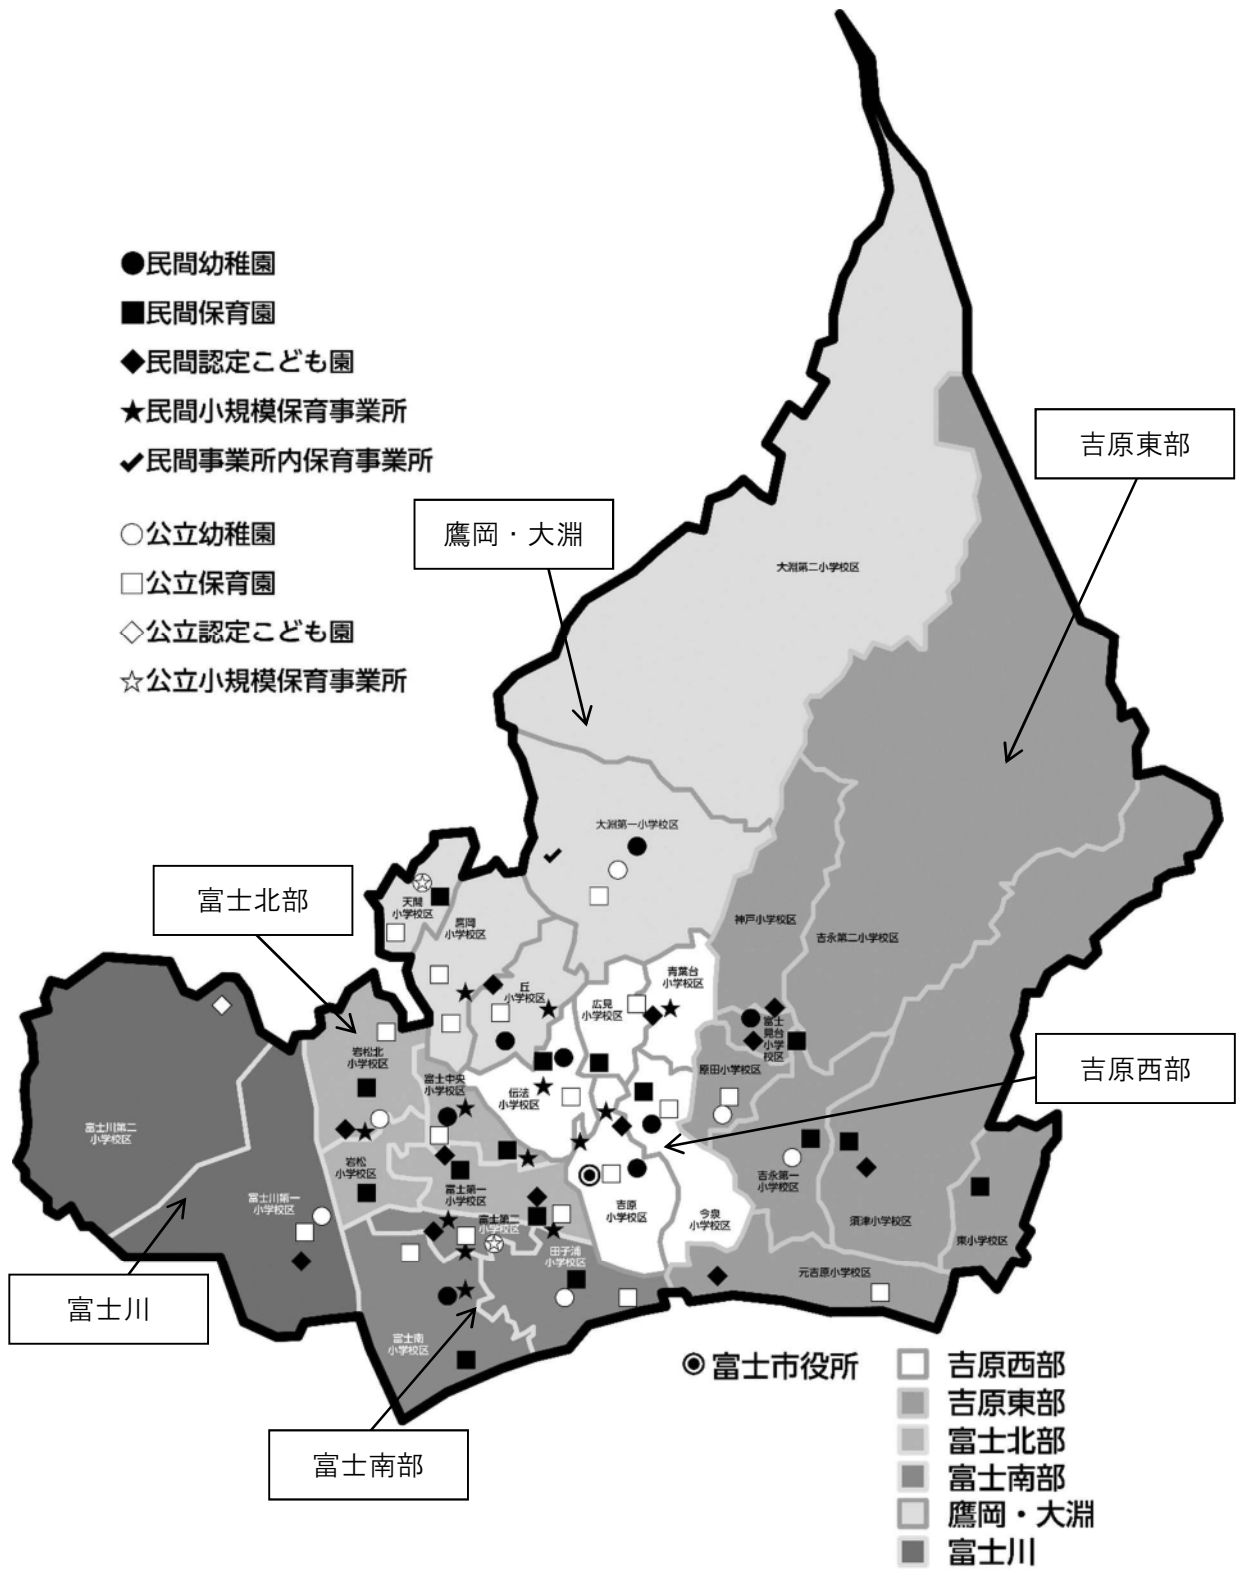 ●民間幼稚園
■民間保育園
◆民間認定こども園
★民間小規模保育事業所
✔民間事業所内保育事業所
○公立幼稚園
□公立保育園
◇公立認定こども園
☆公立小規模保育事業所
吉原東部
鷹岡・大淵
大淵第二小学校区
大淵第一小学校区
富士北部
天間
小学校区
鷹岡
小学校区
神戸小学校区
吉永第二小学校区
青葉台
小学校区
丘
小学校区
広見
小学校区
富士
見台
小学
校区
岩松北
小学校区
原田小学校区
吉原西部
富士中央
小学校区
伝法
小学校区
富士川第二
小学校区
岩松
小学校区
吉永第一
小学校区
富士川第一
小学校区
富士第一
小学校区
吉原
小学校区
今泉
小学校区
須津小学校区
富士第二
小学校区
東小学校区
田子浦
小学校区
元吉原小学校区
富士川
富士南
小学校区
富士南部
◉富士市役所
吉原西部
吉原東部
富士北部
富士南部
鷹岡・大淵
富士川